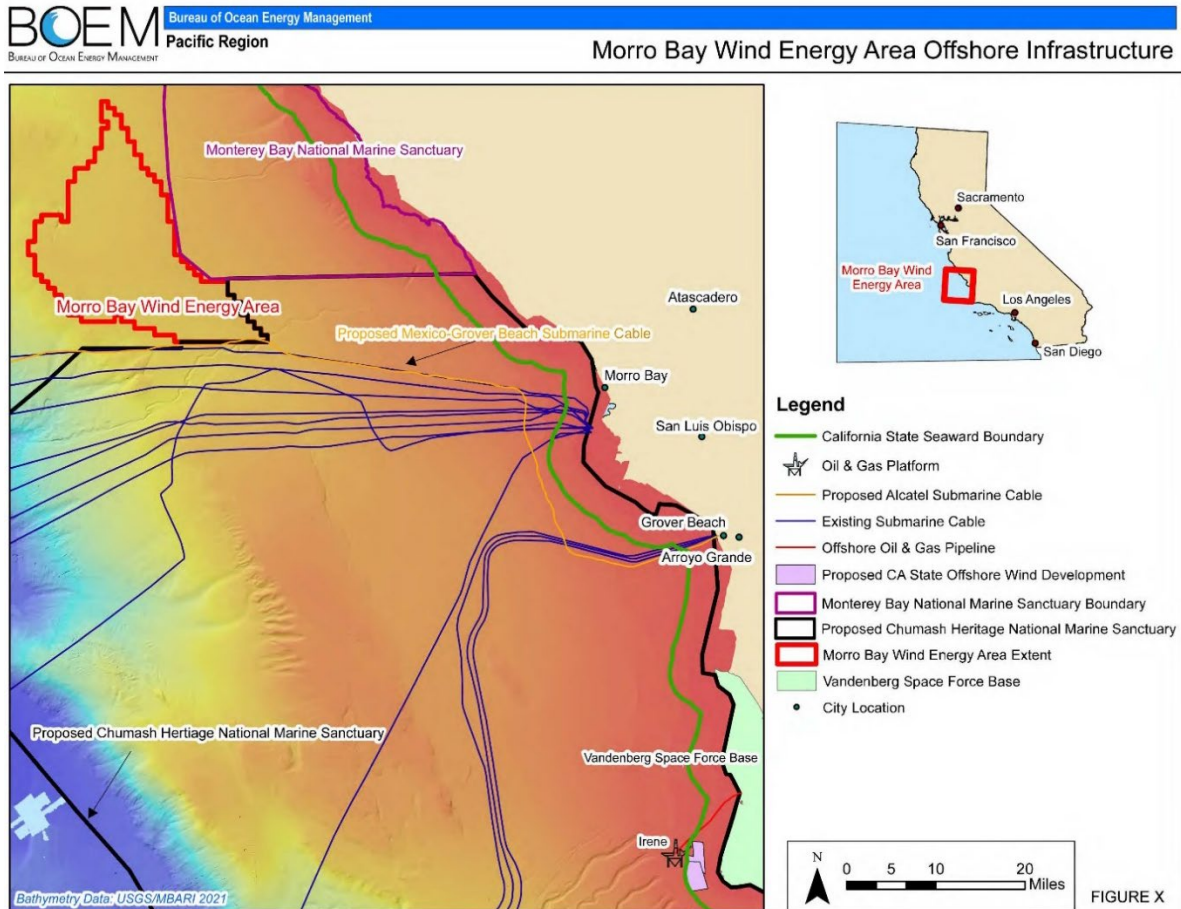 BOEM
BUREAU OF OCEAN ENERGY MANAGEMENT
Bureau of Ocean Energy Management
Pacific Region
Morro Bay Wind Energy Area Offshore Infrastructure
Monterey Bay National Marine Sanctuary
Morro Bay Wind Energy Area
Proposed Mexico-Grover Beach Submarine Cable
Atascadero
Morro Bay
San Luis Obispo
Grover Beach
Arroyo Grande
Proposed Chumash Hertiage National Marine Sanctuary
Vandenberg Space Force Base
Irene
Bathymetry Data: USGS/MBARI 2021
Sacramento
San Francisco
Morro Bay Wind
Energy Area
Los Angeles
San Diego
Legend
California State Seaward Boundary
Oil & Gas Platform
Proposed Alcatel Submarine Cable
Existing Submarine Cable
Offshore Oil & Gas Pipeline
Proposed CA State Offshore Wind Development
Monterey Bay National Marine Sanctuary Boundary
Proposed Chumash Heritage National Marine Sanctuary
Morro Bay Wind Energy Area Extent
Vandenberg Space Force Base
City Location
N
0 5 10 20
Miles
FIGURE X